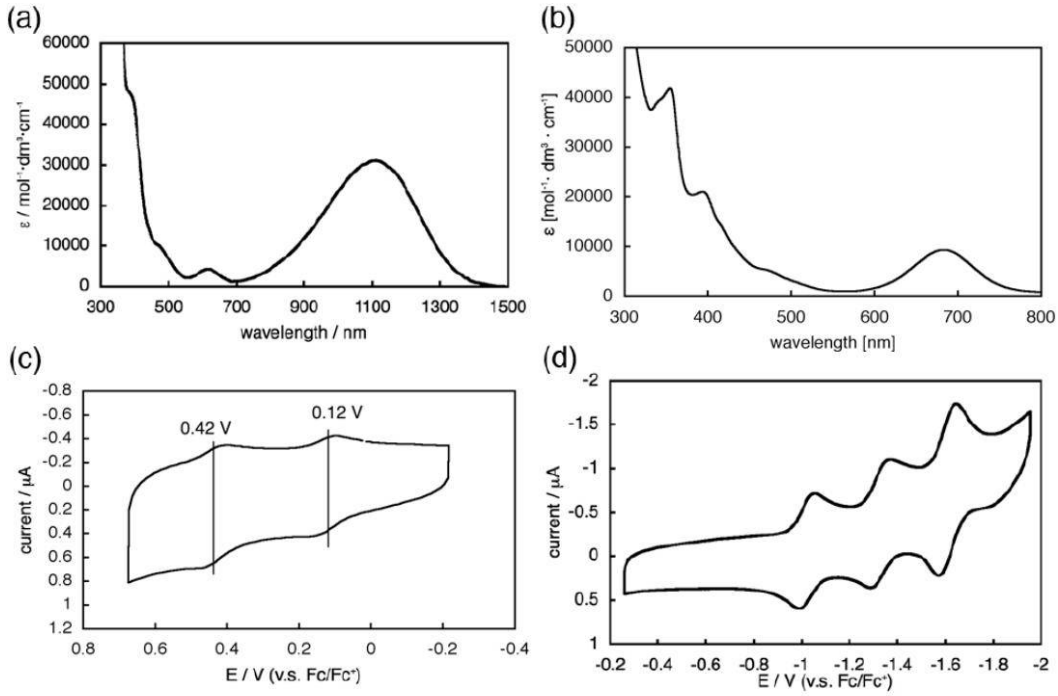 (a)
60000
50000
40000
30000
20000
10000
0
ε / mol⁻¹·dm³·cm⁻¹
300 500 700 900 1100 1300 1500
wavelength / nm
(b)
50000
40000
30000
20000
10000
0
ε [mol⁻¹· dm³ · cm⁻¹]
300 400 500 600 700 800
wavelength [nm]
(c)
-0.8
-0.6
-0.4
-0.2
0
0.2
0.4
0.6
0.8
1
1.2
current / μA
0.42 V
0.12 V
0.8 0.6 0.4 0.2 0 -0.2 -0.4
E / V (v.s. Fc/Fc⁺)
(d)
-2
-1.5
-1
-0.5
0
0.5
1
current / μA
-0.2 -0.4 -0.6 -0.8 -1 -1.2 -1.4 -1.6 -1.8 -2
E / V (v.s. Fc/Fc⁺)